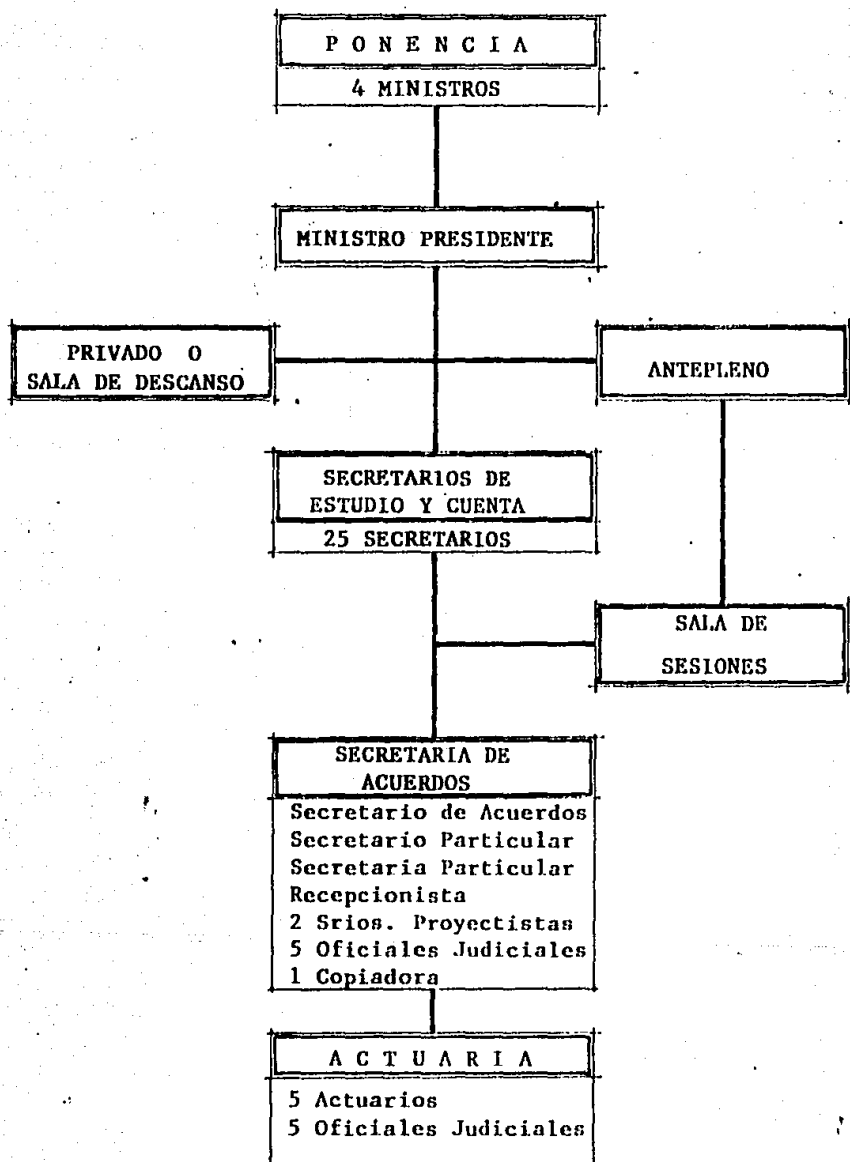 PONENCIA
4 MINISTROS
MINISTRO PRESIDENTE
PRIVADO O
SALA DE DESCANSO
ANTEPLENO
SECRETARIOS DE
ESTUDIO Y CUENTA
25 SECRETARIOS
SALA DE
SESIONES
SECRETARIA DE
ACUERDOS
Secretario de Acuerdos
Secretario Particular
Secretaria Particular
Recepcionista
2 Srios. Proyectistas
5 Oficiales Judiciales
1 Copiadora
ACTUARIA
5 Actuarios
5 Oficiales Judiciales